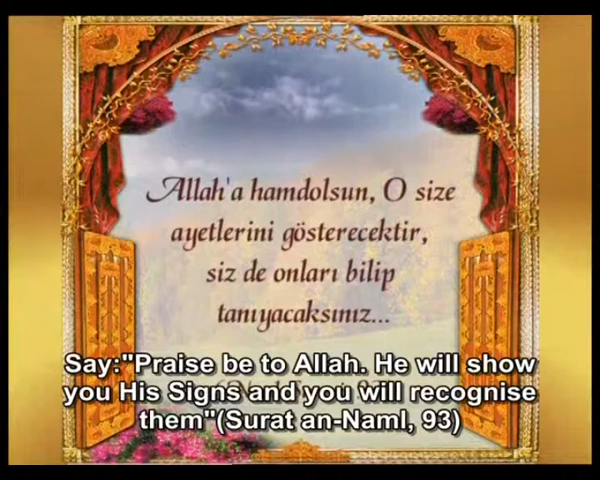 Allah'a hamdolsun, O size
ayetlerini gösterecektir,
siz de onları bilip
tanıyacaksınız...
Say:"Praise be to Allah. He will show
you His Signs and you will recognise
them"(Surat an-Naml, 93)